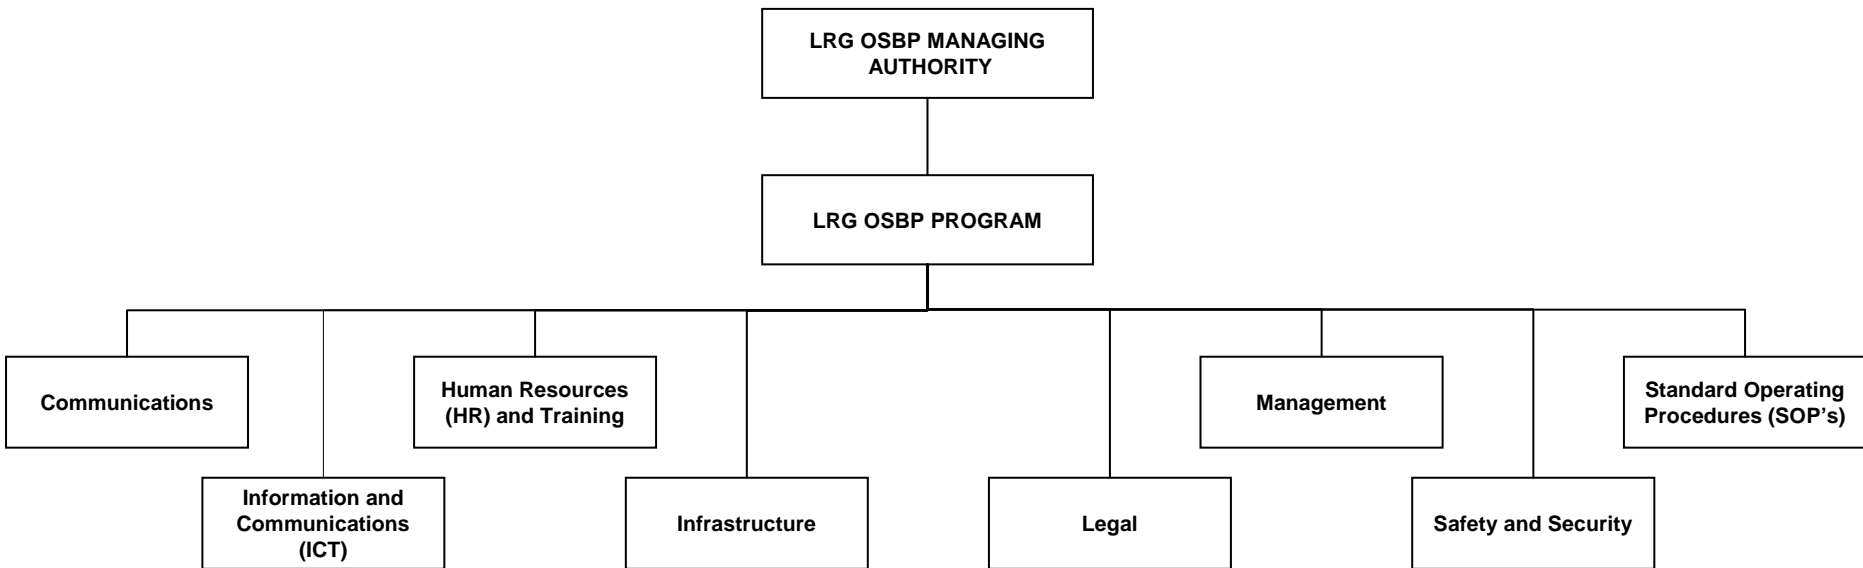 LRG OSBP MANAGING
AUTHORITY
LRG OSBP PROGRAM
Communications
Human Resources
(HR) and Training
Management
Standard Operating
Procedures (SOP's)
Information and
Communications
(ICT)
Infrastructure
Legal
Safety and Security